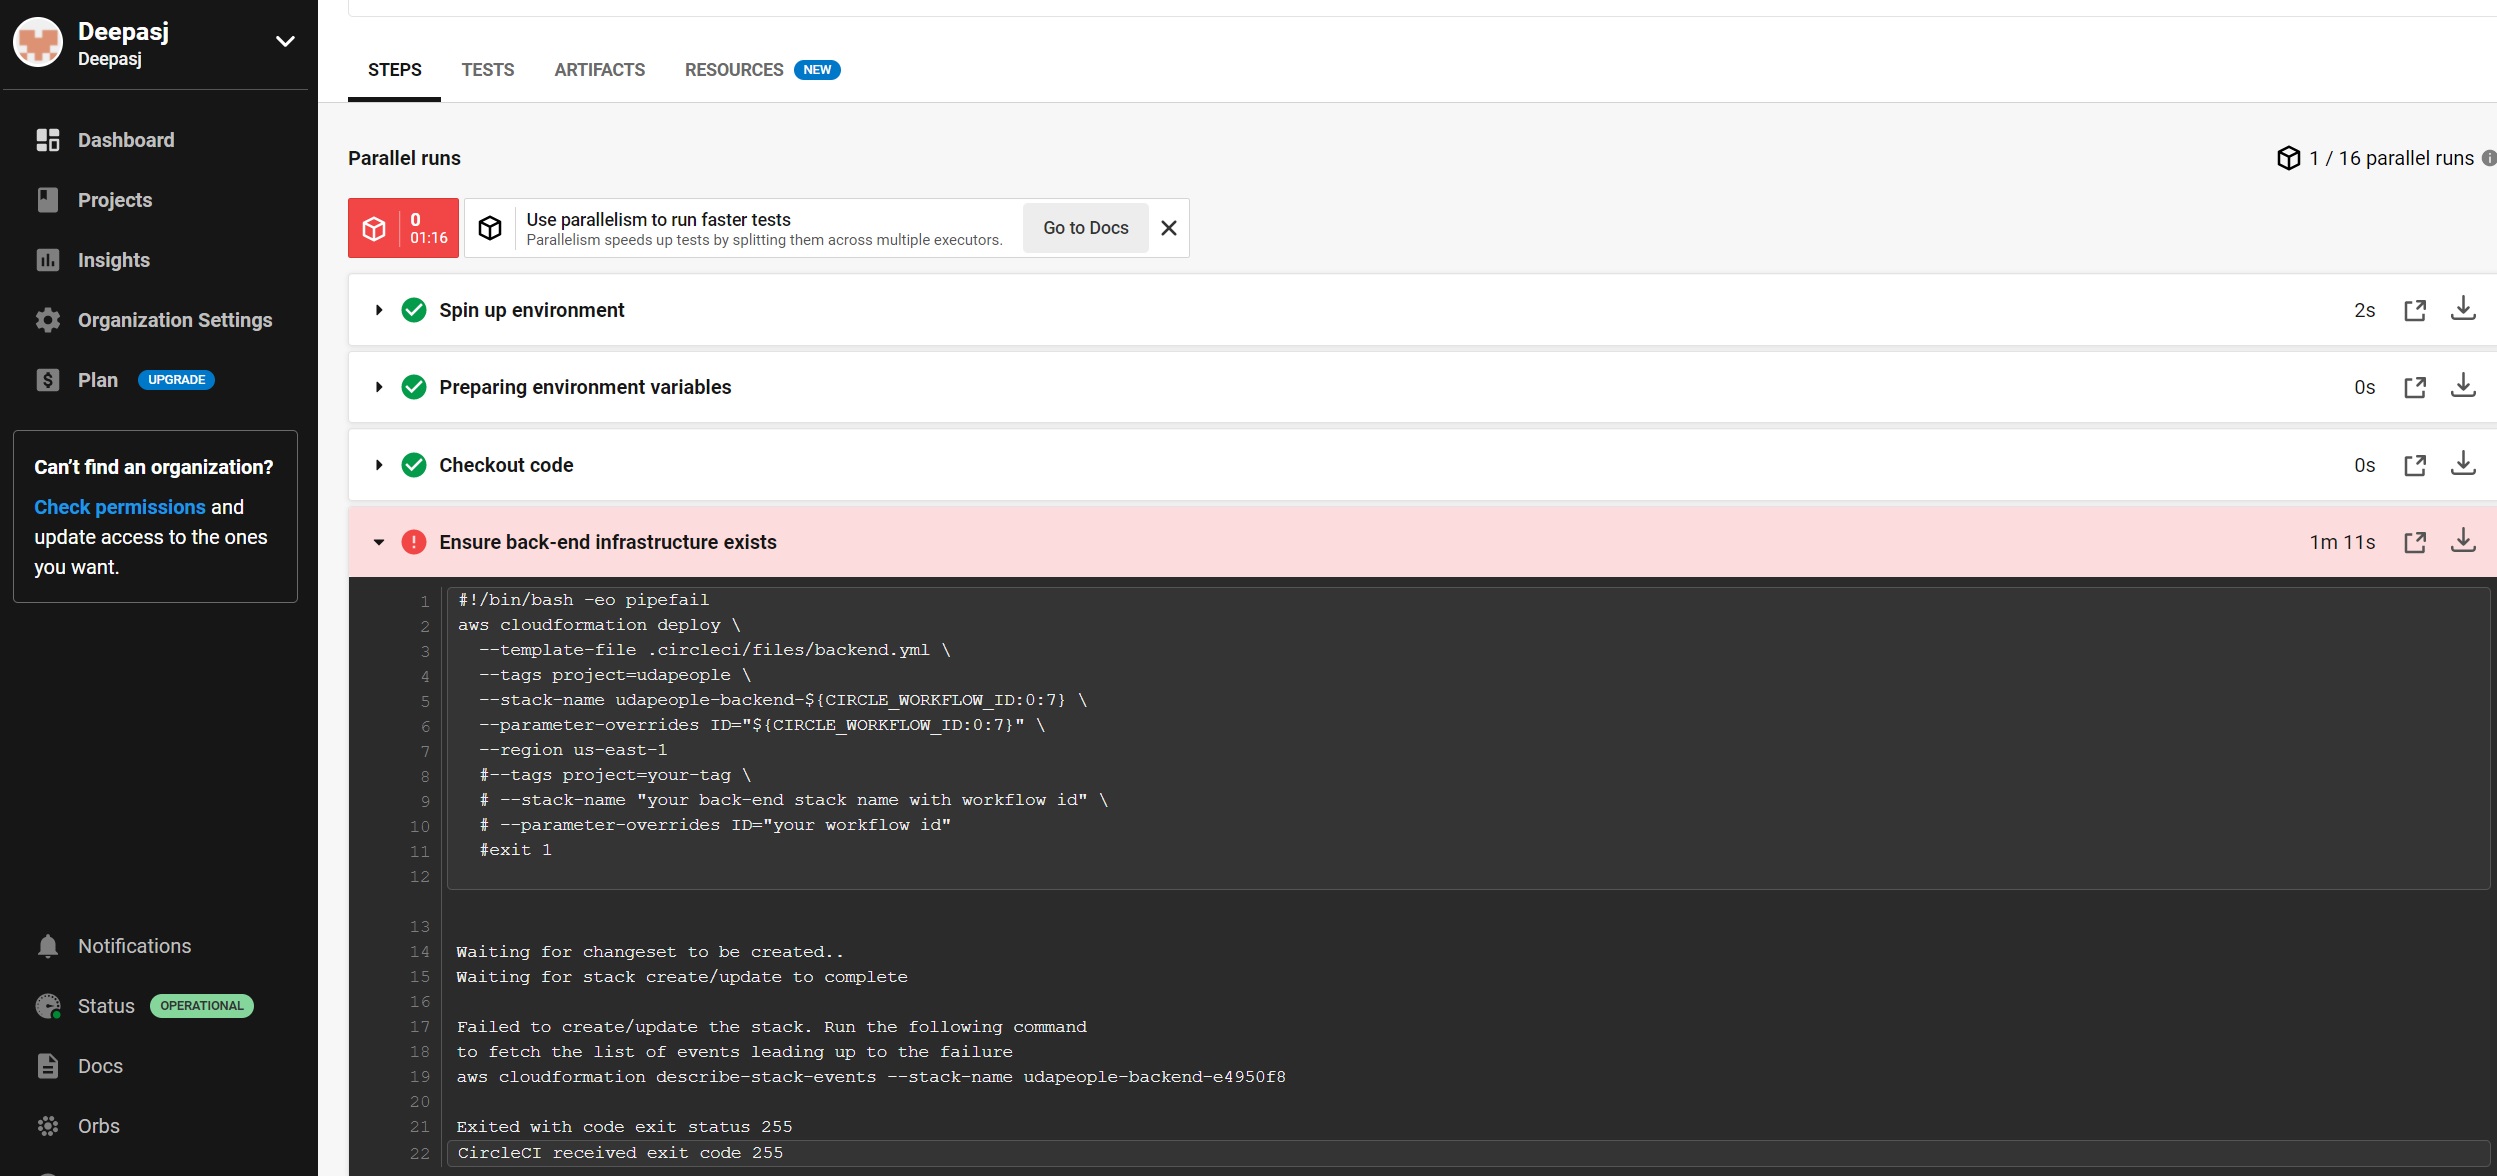 Deepasj
Deepasj
Dashboard
Projects
Insights
Organization Settings
Plan UPGRADE
Can't find an organization?
Check permissions and
update access to the ones
you want.
Notifications
Status OPERATIONAL
Docs
Orbs
STEPS TESTS ARTIFACTS RESOURCES NEW
Parallel runs
1 / 16 parallel runs
0
01:16
Use parallelism to run faster tests
Parallelism speeds up tests by splitting them across multiple executors.
Go to Docs
Spin up environment 2s
Preparing environment variables 0s
Checkout code 0s
Ensure back-end infrastructure exists 1m 11s
1 #!/bin/bash -eo pipefail
2 aws cloudformation deploy \
3 --template-file .circleci/files/backend.yml \
4 --tags project=udapeople \
5 --stack-name udapeople-backend-${CIRCLE_WORKFLOW_ID:0:7} \
6 --parameter-overrides ID="${CIRCLE_WORKFLOW_ID:0:7}" \
7 --region us-east-1
8 #--tags project=your-tag \
9 # --stack-name "your back-end stack name with workflow id" \
10 # --parameter-overrides ID="your workflow id"
11 #exit 1
12
13
14 Waiting for changeset to be created..
15 Waiting for stack create/update to complete
16
17 Failed to create/update the stack. Run the following command
18 to fetch the list of events leading up to the failure
19 aws cloudformation describe-stack-events --stack-name udapeople-backend-e4950f8
20
21 Exited with code exit status 255
22 CircleCI received exit code 255